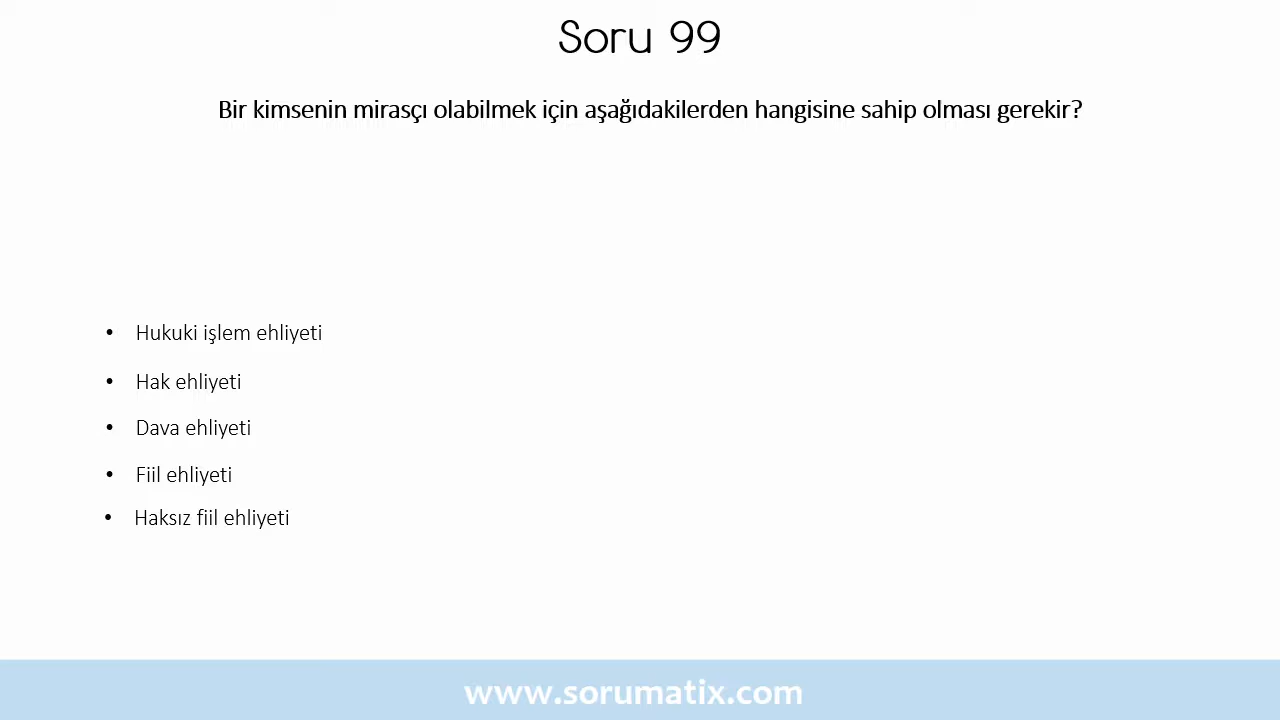 Soru 99
Bir kimsenin mirasçı olabilmek için aşağıdakilerden hangisine sahip olması gerekir?
• Hukuki işlem ehliyeti
• Hak ehliyeti
• Dava ehliyeti
• Fiil ehliyeti
• Haksız fiil ehliyeti
www.sorumatix.com